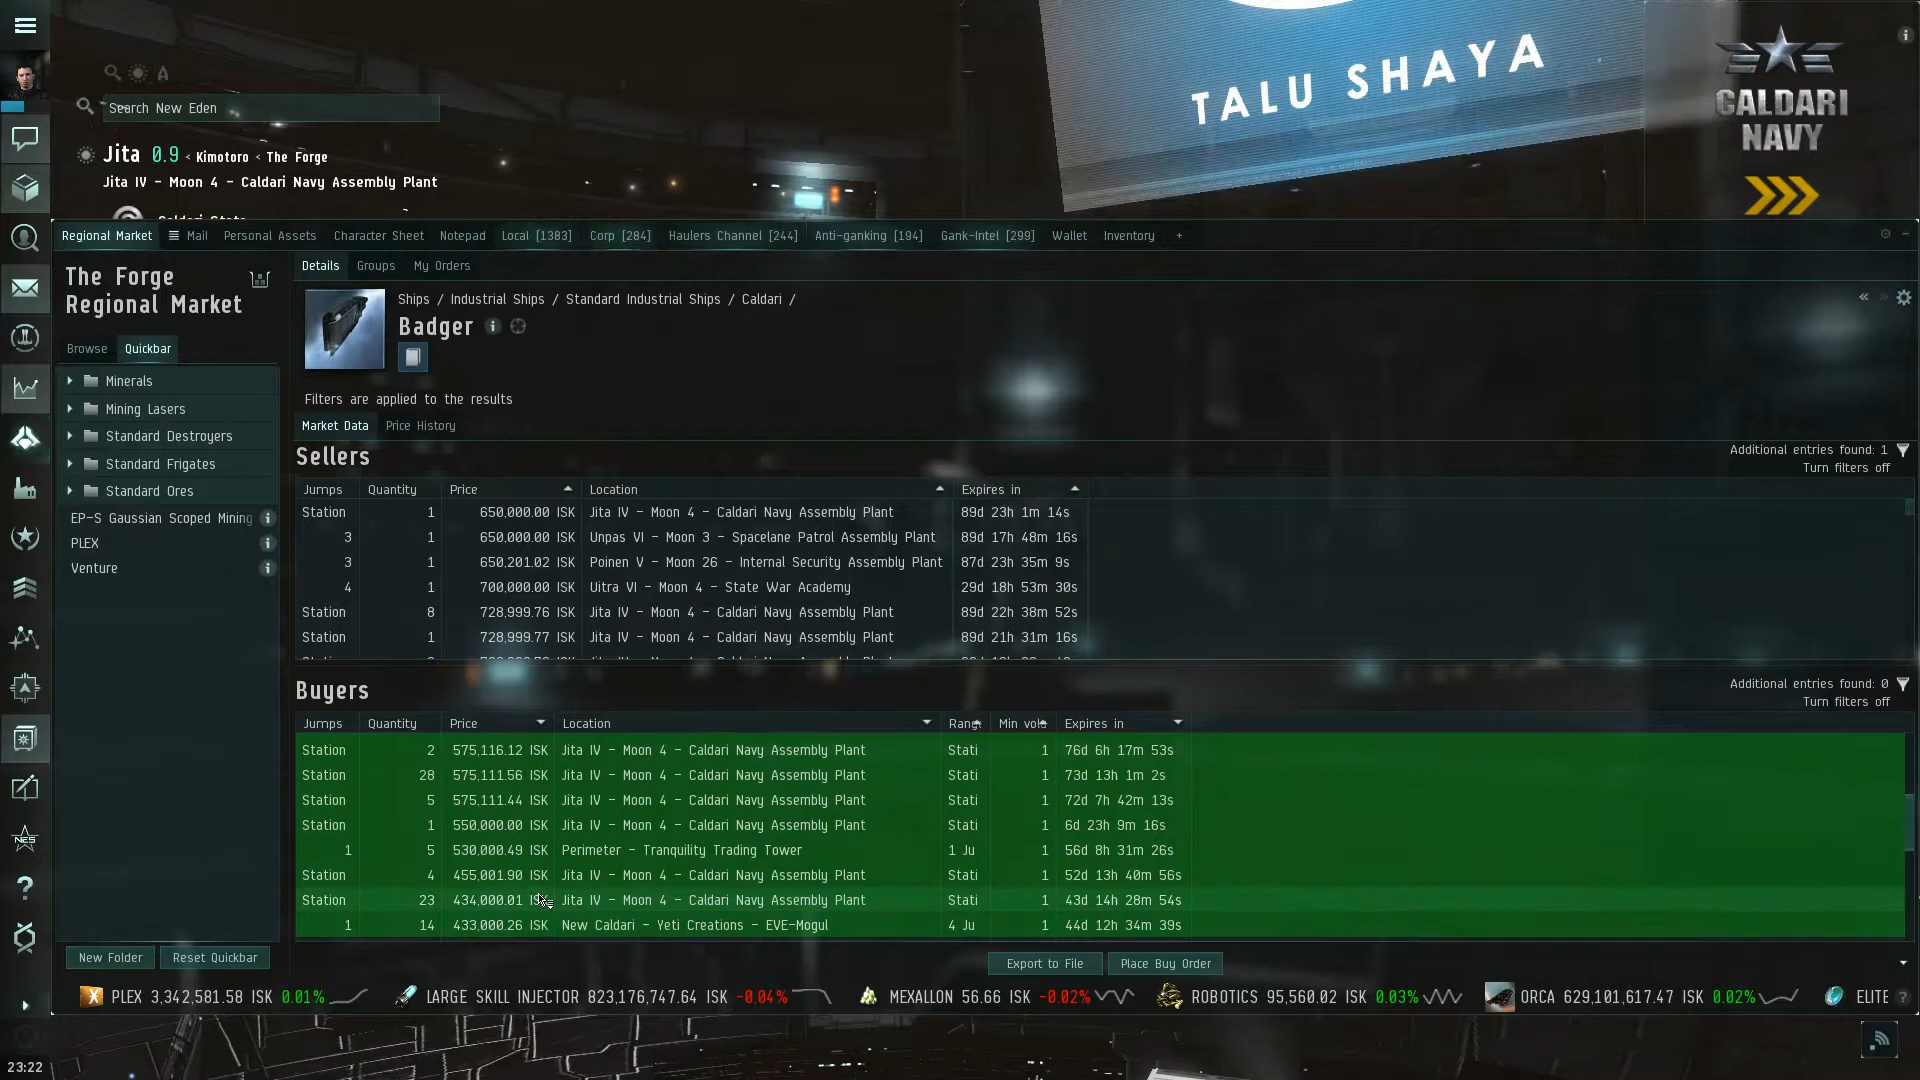 TALU SHAYA
CALDARI
NAVY
Search New Eden
Jita 0.9 < Kimotoro < The Forge
Jita IV - Moon 4 - Caldari Navy Assembly Plant
Regional Market Mail Personal Assets Character Sheet Notepad Local [1383] Corp [284] Haulers Channel [244] Anti-ganking [194] Gank-Intel [299] Wallet Inventory +
The Forge
Regional Market
Browse Quickbar
Minerals
Mining Lasers
Standard Destroyers
Standard Frigates
Standard Ores
EP-S Gaussian Scoped Mining
PLEX
Venture
New Folder Reset Quickbar
Details Groups My Orders
Ships / Industrial Ships / Standard Industrial Ships / Caldari /
Badger
Filters are applied to the results
Market Data Price History
Sellers
Additional entries found: 1
Turn filters off
Jumps Quantity Price Location Expires in
Station 1 650,000.00 ISK Jita IV - Moon 4 - Caldari Navy Assembly Plant 89d 23h 1m 14s
3 1 650,000.00 ISK Unpas VI - Moon 3 - Spacelane Patrol Assembly Plant 89d 17h 48m 16s
3 1 650,201.02 ISK Poinen V - Moon 26 - Internal Security Assembly Plant 87d 23h 35m 9s
4 1 700,000.00 ISK Uitra VI - Moon 4 - State War Academy 29d 18h 53m 30s
Station 8 728,999.76 ISK Jita IV - Moon 4 - Caldari Navy Assembly Plant 89d 22h 38m 52s
Station 1 728,999.77 ISK Jita IV - Moon 4 - Caldari Navy Assembly Plant 89d 21h 31m 16s
Buyers
Additional entries found: 0
Turn filters off
Jumps Quantity Price Location Rang Min volu Expires in
Station 2 575,116.12 ISK Jita IV - Moon 4 - Caldari Navy Assembly Plant Stati 1 76d 6h 17m 53s
Station 28 575,111.56 ISK Jita IV - Moon 4 - Caldari Navy Assembly Plant Stati 1 73d 13h 1m 2s
Station 5 575,111.44 ISK Jita IV - Moon 4 - Caldari Navy Assembly Plant Stati 1 72d 7h 42m 13s
Station 1 550,000.00 ISK Jita IV - Moon 4 - Caldari Navy Assembly Plant Stati 1 6d 23h 9m 16s
1 5 530,000.49 ISK Perimeter - Tranquility Trading Tower 1 Ju 1 56d 8h 31m 26s
Station 4 455,001.90 ISK Jita IV - Moon 4 - Caldari Navy Assembly Plant Stati 1 52d 13h 40m 56s
Station 23 434,000.01 ISK Jita IV - Moon 4 - Caldari Navy Assembly Plant Stati 1 43d 14h 28m 54s
1 14 433,000.26 ISK New Caldari - Yeti Creations - EVE-Mogul 4 Ju 1 44d 12h 34m 39s
Export to File Place Buy Order
PLEX 3,342,581.58 ISK 0.01% LARGE SKILL INJECTOR 823,176,747.64 ISK -0.04% MEXALLON 56.66 ISK -0.02% ROBOTICS 95,560.02 ISK 0.03% ORCA 629,101,617.47 ISK 0.02% ELITE
23:22